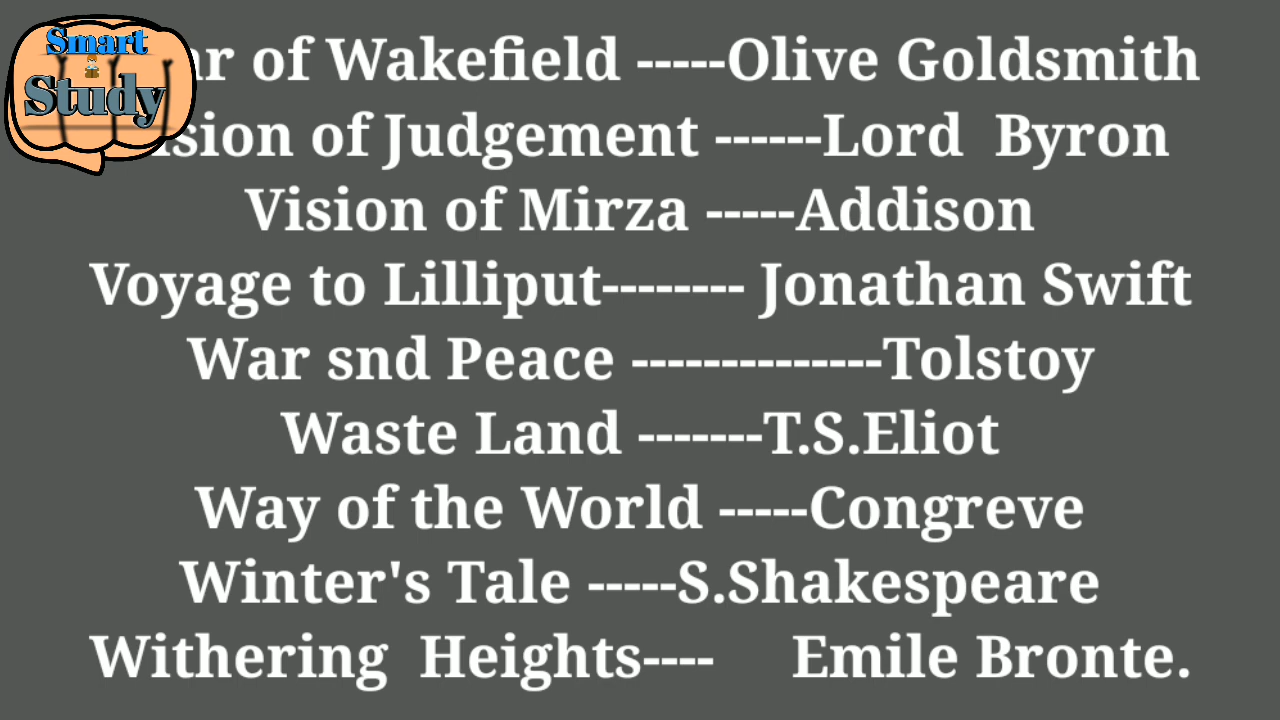 Smart
Study
of Wakefield -----Olive Goldsmith
of Judgement ------Lord Byron
Vision of Mirza -----Addison
Voyage to Lilliput-------- Jonathan Swift
War snd Peace --------------Tolstoy
Waste Land -------T.S.Eliot
Way of the World -----Congreve
Winter's Tale -----S.Shakespeare
Withering Heights---- Emile Bronte.